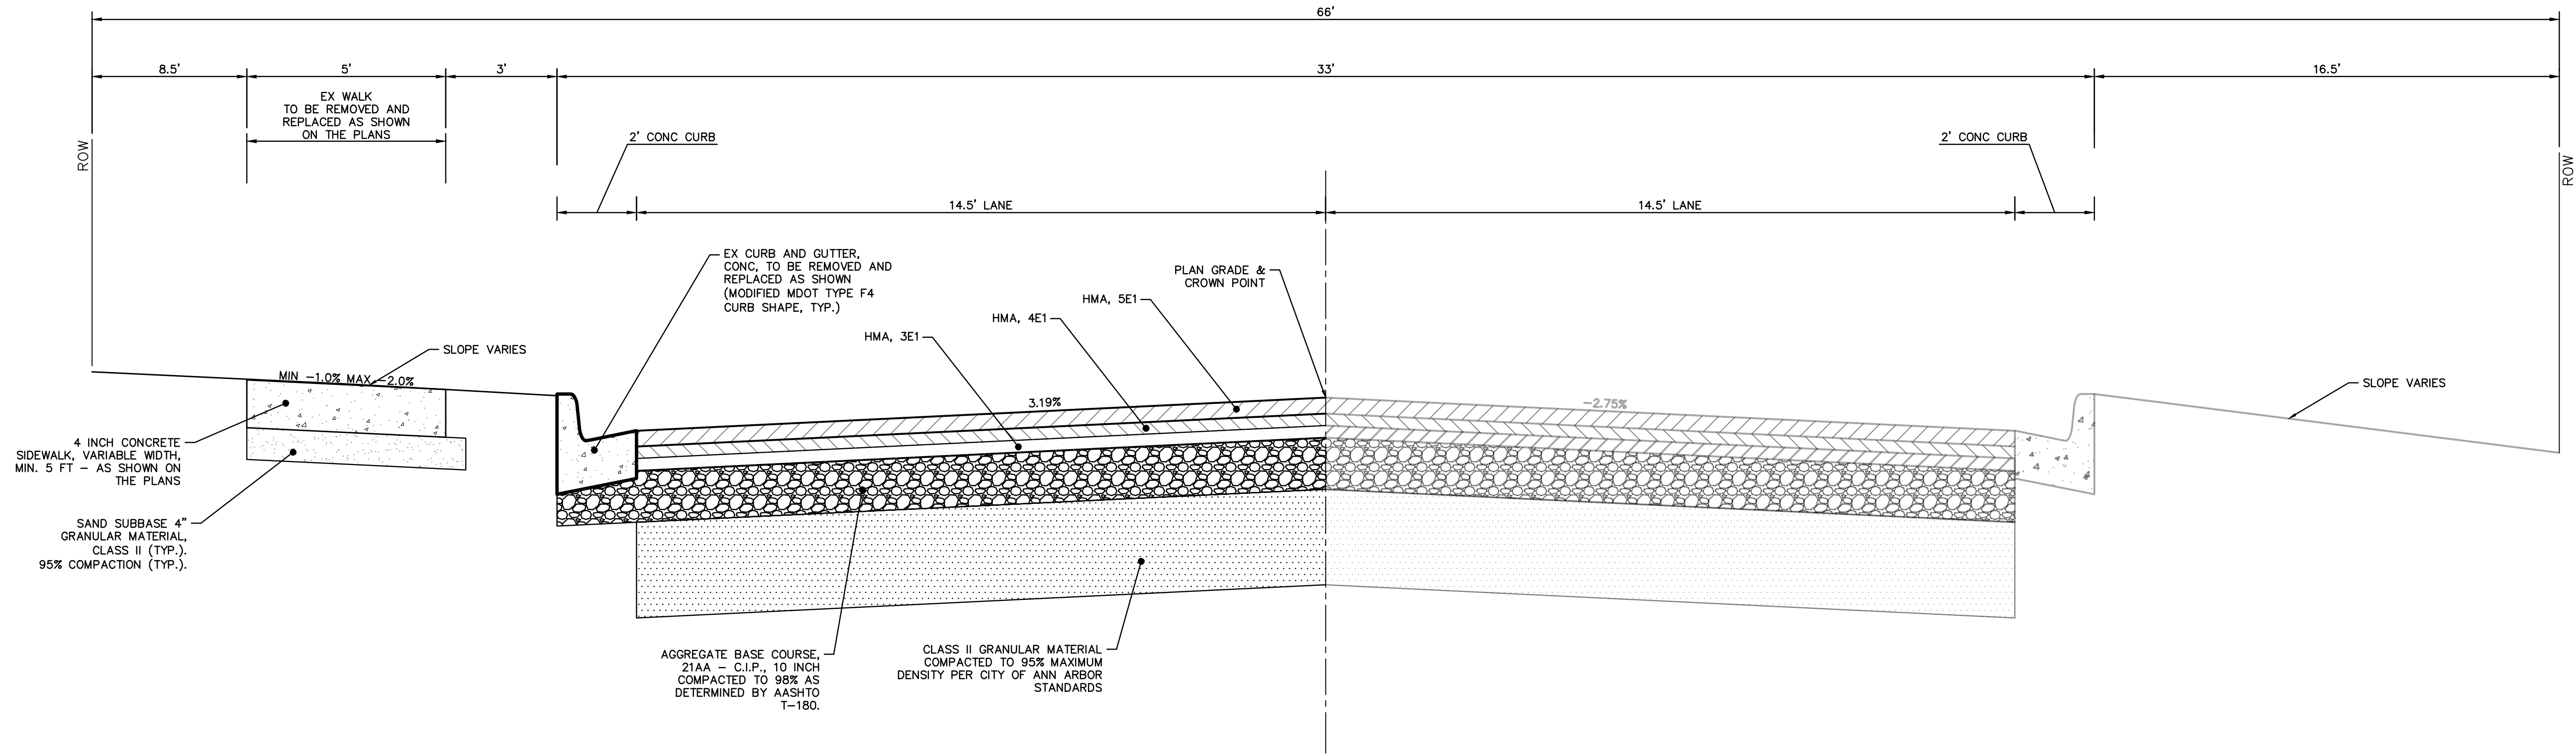 66'
8.5'
5'
3'
33'
16.5'
EX WALK
TO BE REMOVED AND
REPLACED AS SHOWN
ON THE PLANS
ROW
2' CONC CURB
2' CONC CURB
ROW
14.5' LANE
14.5' LANE
EX CURB AND GUTTER,
CONC, TO BE REMOVED AND
REPLACED AS SHOWN
(MODIFIED MDOT TYPE F4
CURB SHAPE, TYP.)
PLAN GRADE &
CROWN POINT
HMA, 5E1
HMA, 4E1
HMA, 3E1
SLOPE VARIES
MIN -1.0% MAX -2.0%
3.19%
-2.75%
SLOPE VARIES
4 INCH CONCRETE
SIDEWALK, VARIABLE WIDTH,
MIN. 5 FT - AS SHOWN ON
THE PLANS
SAND SUBBASE 4"
GRANULAR MATERIAL,
CLASS II (TYP.).
95% COMPACTION (TYP.).
AGGREGATE BASE COURSE,
21AA - C.I.P., 10 INCH
COMPACTED TO 98% AS
DETERMINED BY AASHTO
T-180.
CLASS II GRANULAR MATERIAL
COMPACTED TO 95% MAXIMUM
DENSITY PER CITY OF ANN ARBOR
STANDARDS